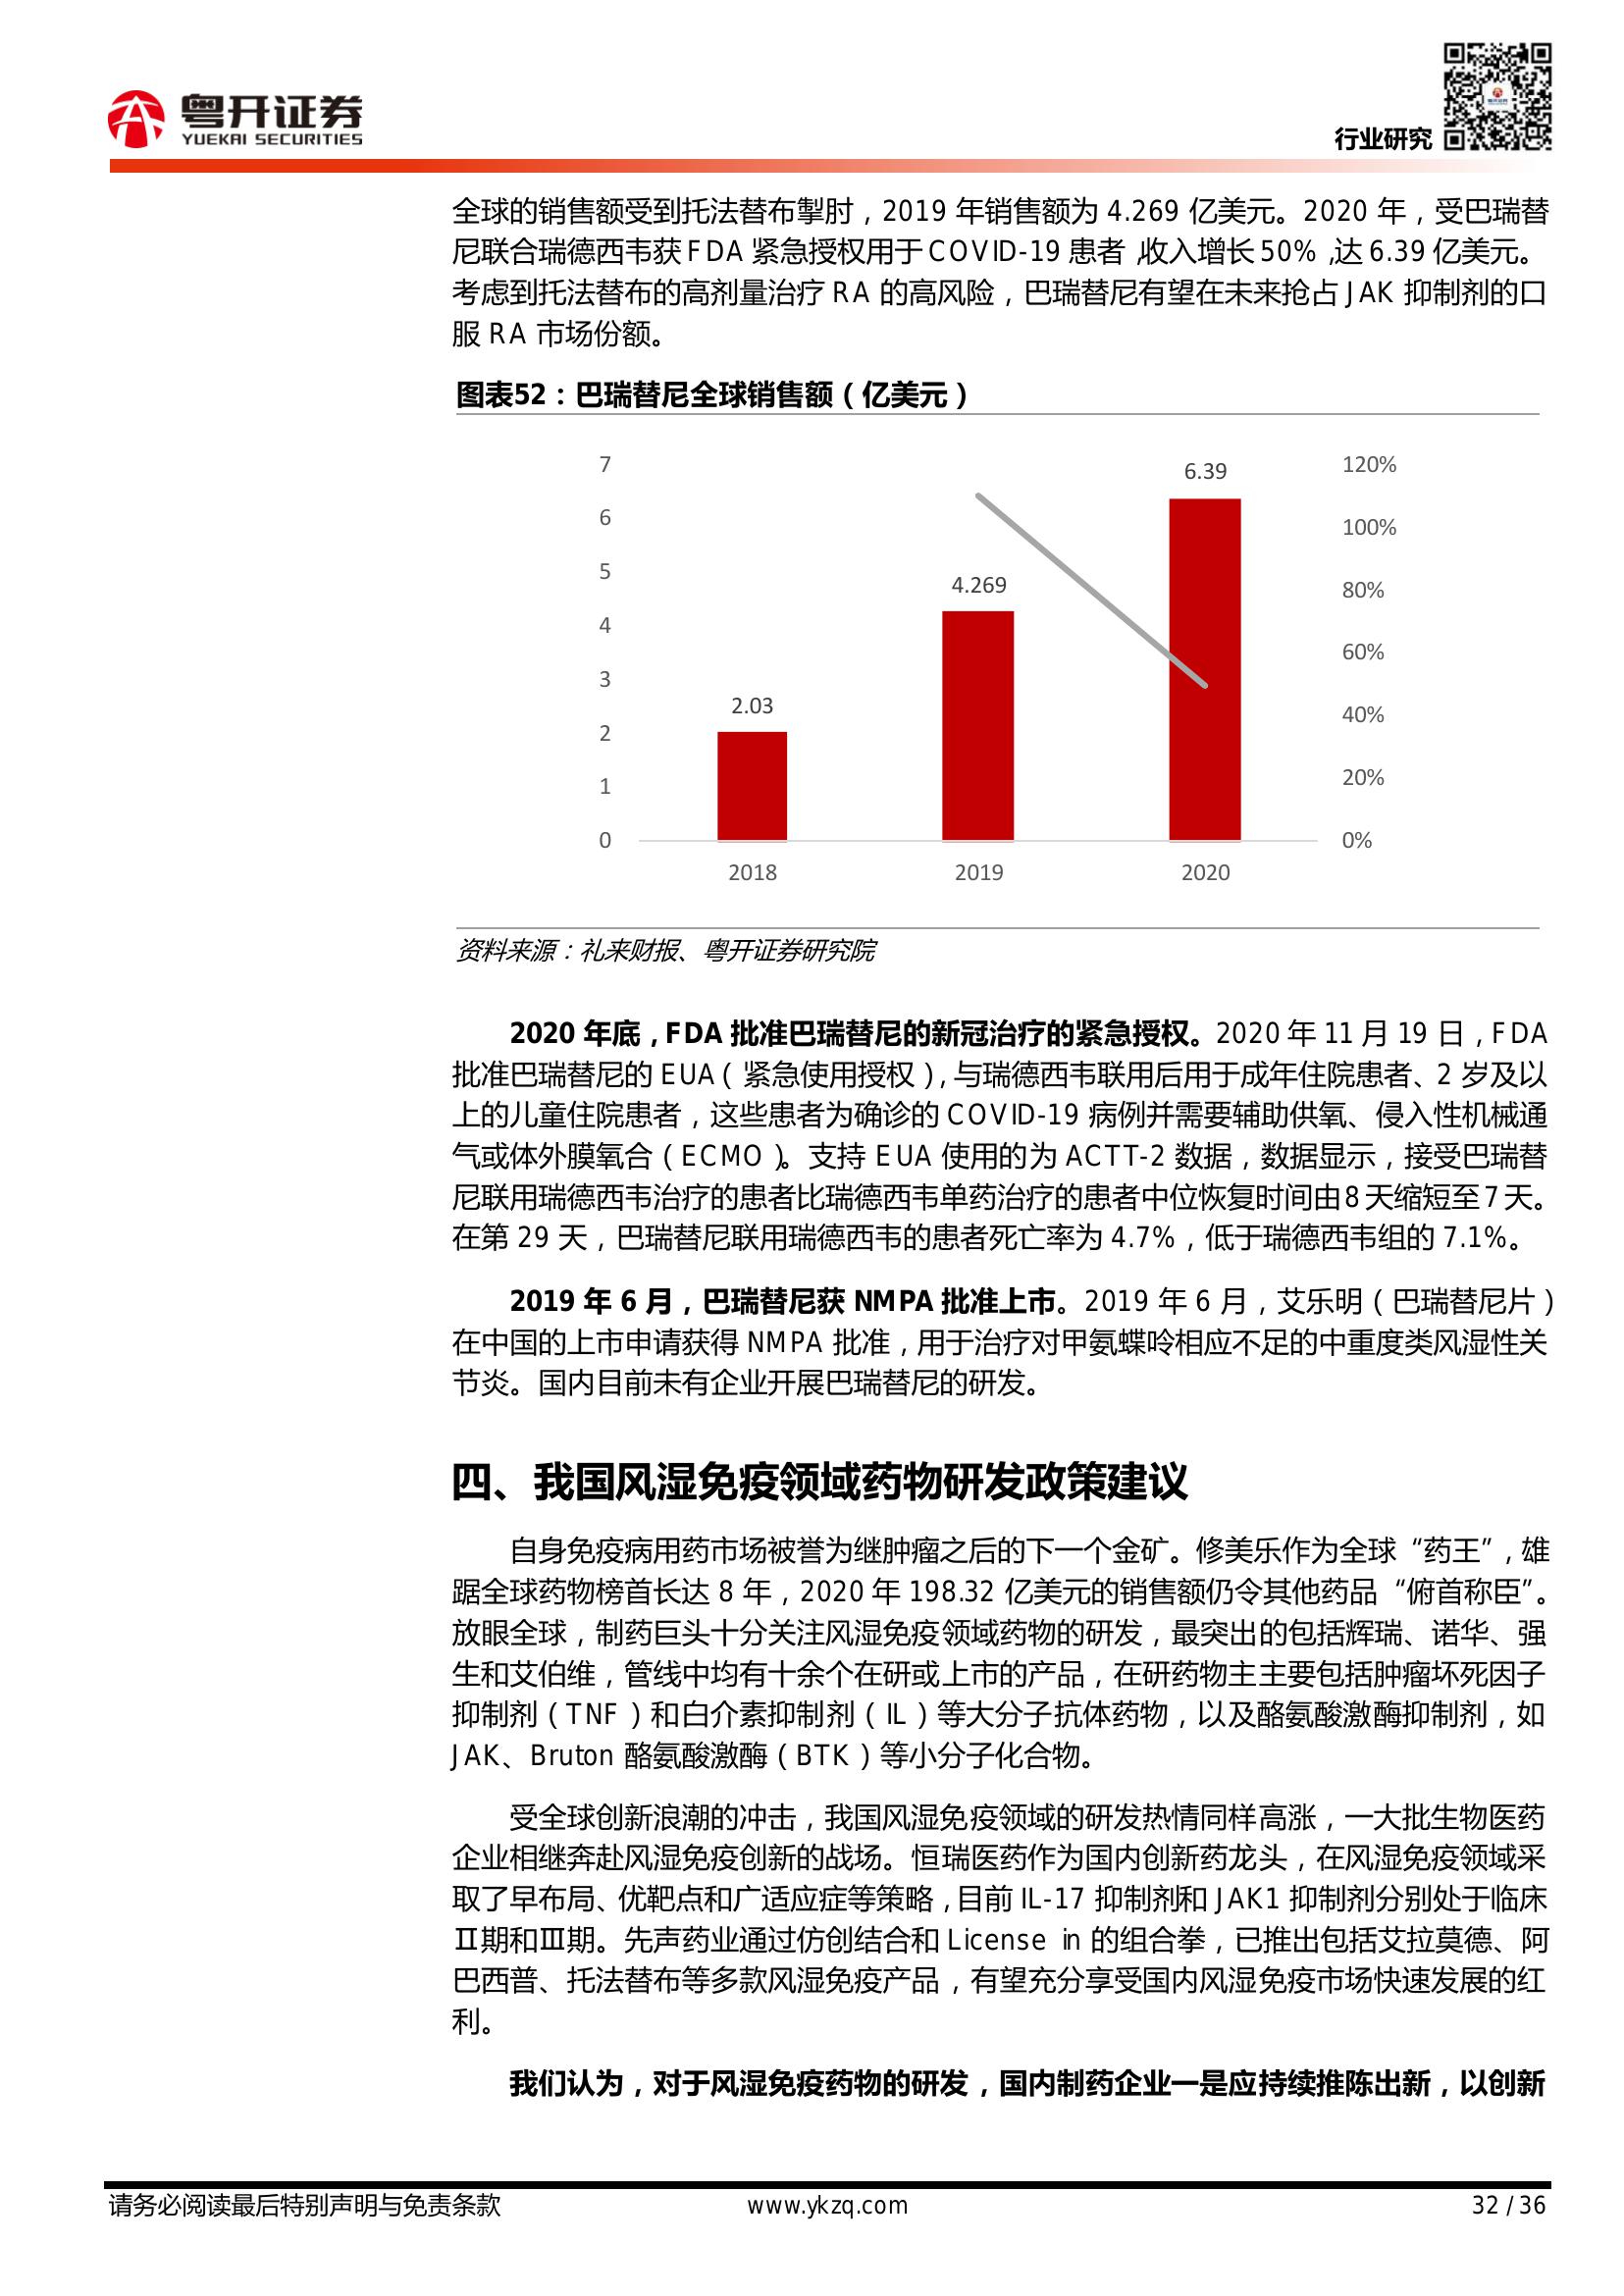 粤开证券
YUEKAI SECURITIES
行业研究
全球的销售额受到托法替布掣肘，2019 年销售额为 4.269 亿美元。2020 年，受巴瑞替
尼联合瑞德西韦获 FDA 紧急授权用于 COVID-19 患者，收入增长 50%，达 6.39 亿美元。
考虑到托法替布的高剂量治疗 RA 的高风险，巴瑞替尼有望在未来抢占 JAK 抑制剂的口
服 RA 市场份额。
图表52：巴瑞替尼全球销售额（亿美元）
7
6
5
4
3
2
1
0
2.03
4.269
6.39
120%
100%
80%
60%
40%
20%
0%
2018
2019
2020
资料来源：礼来财报、粤开证券研究院
2020 年底，FDA 批准巴瑞替尼的新冠治疗的紧急授权。2020 年 11 月 19 日，FDA
批准巴瑞替尼的 EUA（紧急使用授权），与瑞德西韦联用后用于成年住院患者、2 岁及以
上的儿童住院患者，这些患者为确诊的 COVID-19 病例并需要辅助供氧、侵入性机械通
气或体外膜氧合（ECMO）。支持 EUA 使用的为 ACTT-2 数据，数据显示，接受巴瑞替
尼联用瑞德西韦治疗的患者比瑞德西韦单药治疗的患者中位恢复时间由 8 天缩短至 7 天。
在第 29 天，巴瑞替尼联用瑞德西韦的患者死亡率为 4.7%，低于瑞德西韦组的 7.1%。
2019 年 6 月，巴瑞替尼获 NMPA 批准上市。2019 年 6 月，艾乐明（巴瑞替尼片）
在中国的上市申请获得 NMPA 批准，用于治疗对甲氨蝶呤相应不足的中重度类风湿性关
节炎。国内目前未有企业开展巴瑞替尼的研发。
四、我国风湿免疫领域药物研发政策建议
自身免疫病用药市场被誉为继肿瘤之后的下一个金矿。修美乐作为全球“药王”，雄
踞全球药物榜首长达 8 年，2020 年 198.32 亿美元的销售额仍令其他药品“俯首称臣”。
放眼全球，制药巨头十分关注风湿免疫领域药物的研发，最突出的包括辉瑞、诺华、强
生和艾伯维，管线中均有十余个在研或上市的产品，在研药物主主要包括肿瘤坏死因子
抑制剂（TNF）和白介素抑制剂（IL）等大分子抗体药物，以及酪氨酸激酶抑制剂，如
JAK、Bruton 酪氨酸激酶（BTK）等小分子化合物。
受全球创新浪潮的冲击，我国风湿免疫领域的研发热情同样高涨，一大批生物医药
企业相继奔赴风湿免疫创新的战场。恒瑞医药作为国内创新药龙头，在风湿免疫领域采
取了早布局、优靶点和广适应症等策略，目前 IL-17 抑制剂和 JAK1 抑制剂分别处于临床
Ⅱ期和Ⅲ期。先声药业通过仿创结合和 License in 的组合拳，已推出包括艾拉莫德、阿
巴西普、托法替布等多款风湿免疫产品，有望充分享受国内风湿免疫市场快速发展的红
利。
我们认为，对于风湿免疫药物的研发，国内制药企业一是应持续推陈出新，以创新
请务必阅读最后特别声明与免责条款
www.ykzq.com
32 / 36